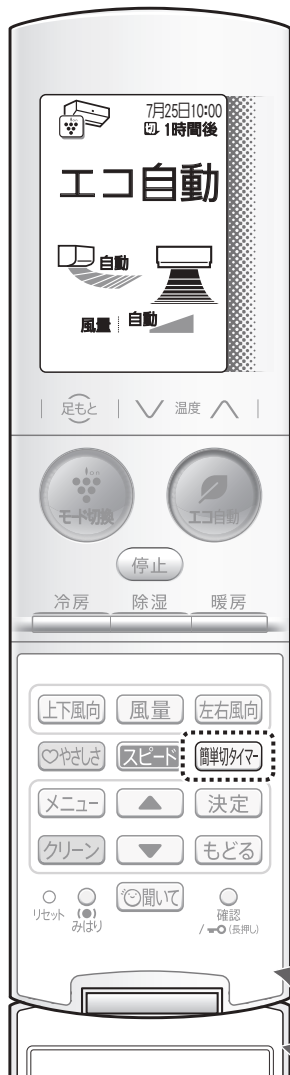 7月25日10:00
切 1時間後
エコ自動
自動
風量 自動
足もと 温度
ion
モード切換 エコ自動
停止
冷房 除湿 暖房
上下風向 風量 左右風向
♡やさしさ スピード 簡単切タイマー
メニュー ▲ 決定
クリーン ▼ もどる
聞いて
リセット みはり 確認
/ (長押し)